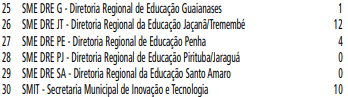 25 SME DRE G - Diretoria Regional de Educação Guaianases 1
26 SME DRE JT - Diretoria Regional da Educação Jaçanã/Tremembé 12
27 SME DRE PE - Diretoria Regional de Educação Penha 4
28 SME DRE PJ - Diretoria Regional de Educação Pirituba/Jaraguá 0
29 SME DRE SA - Diretoria Regional da Educação Santo Amaro 0
30 SMIT - Secretaria Municipal de Inovação e Tecnologia 10